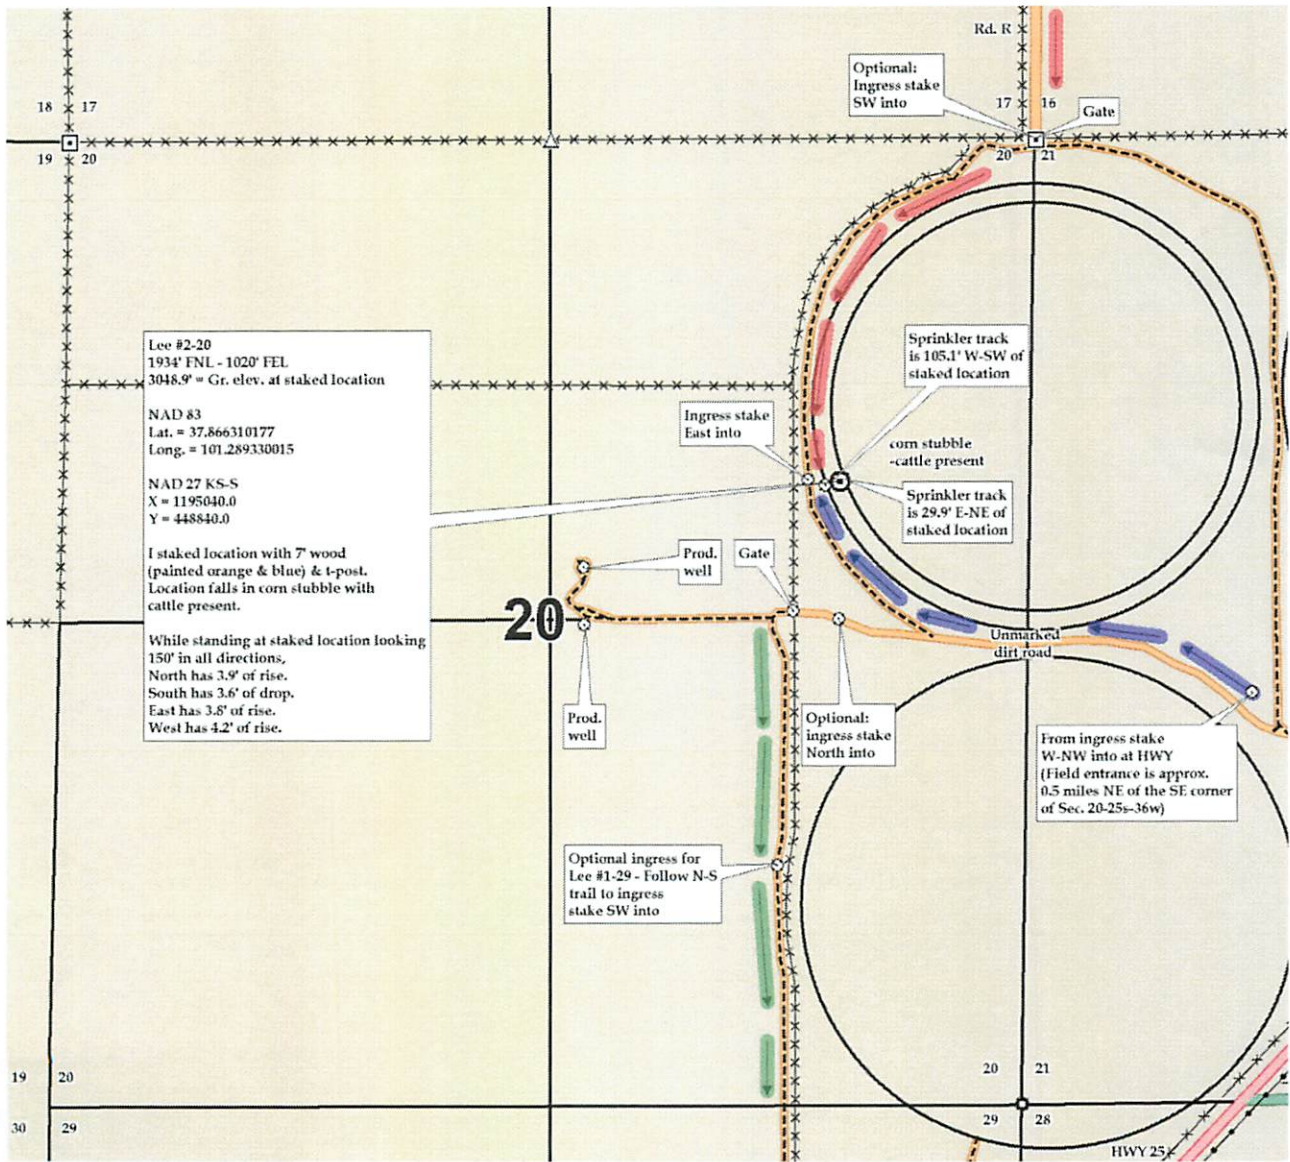 Rd. R
Optional:
Ingress stake
SW into
18 17
17 16
Gate
19 20
20 21
Lee #2-20
1934' FNL - 1020' FEL
3048.9' = Gr. elev. at staked location
NAD 83
Lat. = 37.866310177
Long. = 101.289330015
NAD 27 KS-S
X = 1195040.0
Y = 448840.0
I staked location with 7' wood
(painted orange & blue) & t-post.
Location falls in corn stubble with
cattle present.
While standing at staked location looking
150' in all directions,
North has 3.9' of rise.
South has 3.6' of drop.
East has 3.8' of rise.
West has 4.2' of rise.
Sprinkler track
is 105.1' W-SW of
staked location
Ingress stake
East into
corn stubble
-cattle present
Sprinkler track
is 29.9' E-NE of
staked location
Prod.
well
Gate
20
Unmarked
dirt road
Prod.
well
Optional:
ingress stake
North into
From ingress stake
W-NW into at HWY
(Field entrance is approx.
0.5 miles NE of the SE corner
of Sec. 20-25s-36w)
Optional ingress for
Lee #1-29 - Follow N-S
trail to ingress
stake SW into
19 20
20 21
30 29
29 28
HWY 25